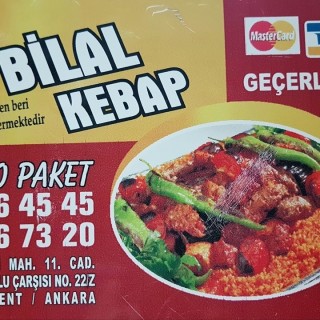 BİLAL
KEBAP
en beri
ermektedir
MasterCard
GEÇERL
O PAKET
6 45 45
6 73 20
MAH. 11. CAD.
LU ÇARŞISI NO. 22/Z
ENT / ANKARA